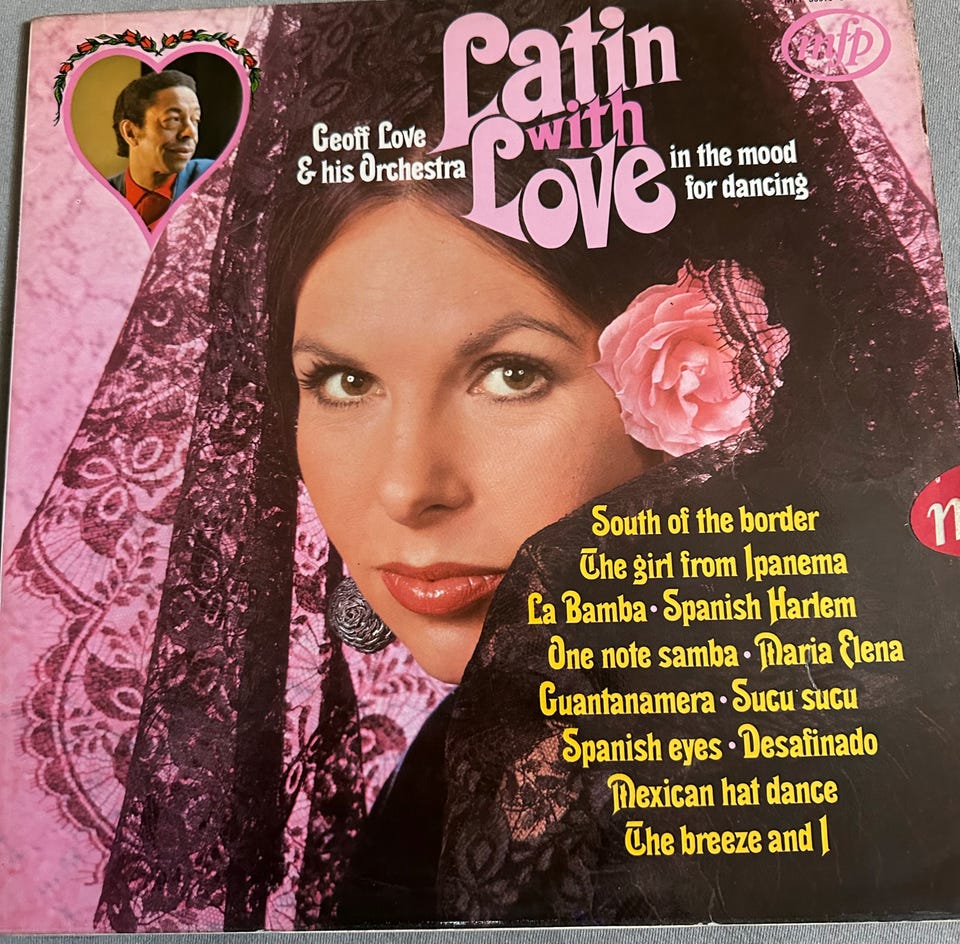 mfp
Latin
with
Love
Geoff Love
& his Orchestra
in the mood
for dancing
South of the border
The girl from Ipanema
La Bamba • Spanish Harlem
One note samba • Maria Elena
Guantanamera • Sucu sucu
Spanish eyes • Desafinado
Mexican hat dance
The breeze and I